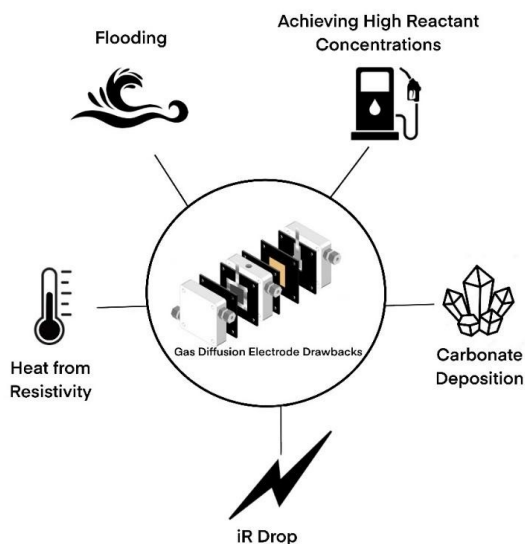 Flooding
Achieving High Reactant
Concentrations
Heat from
Resistivity
Gas Diffusion Electrode Drawbacks
Carbonate
Deposition
iR Drop